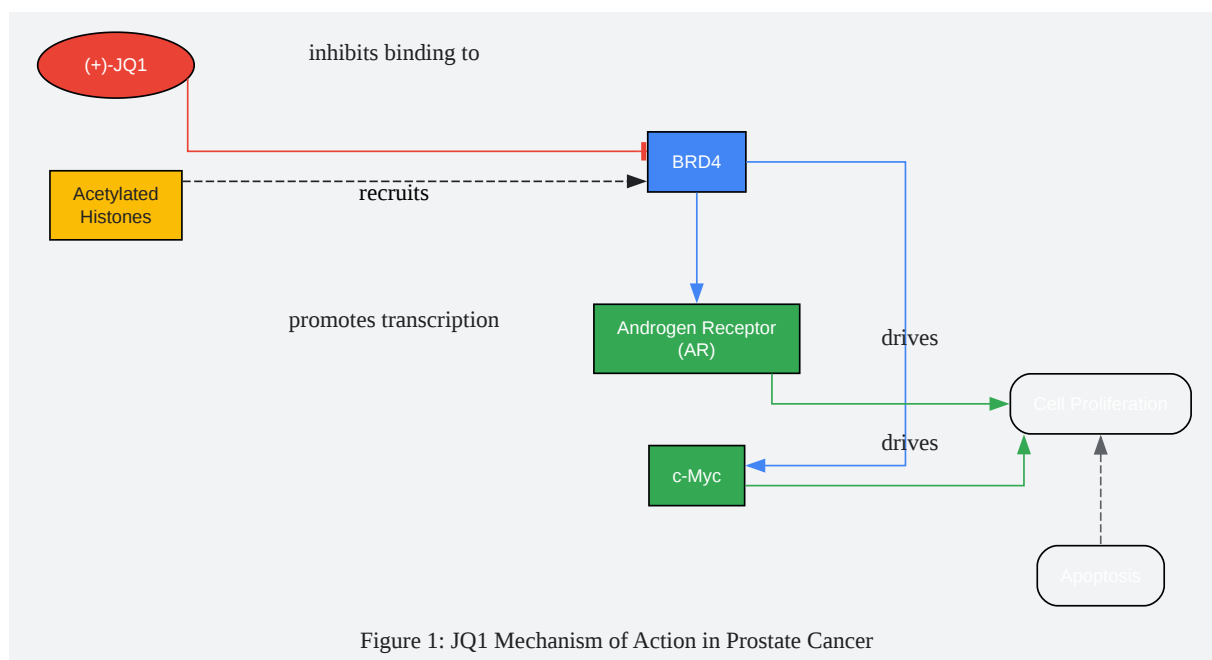 (+)-JQ1
inhibits binding to
BRD4
Acetylated
Histones
recruits
promotes transcription
Androgen Receptor
(AR)
drives
Cell Proliferation
drives
c-Myc
Apoptosis
Figure 1: JQ1 Mechanism of Action in Prostate Cancer